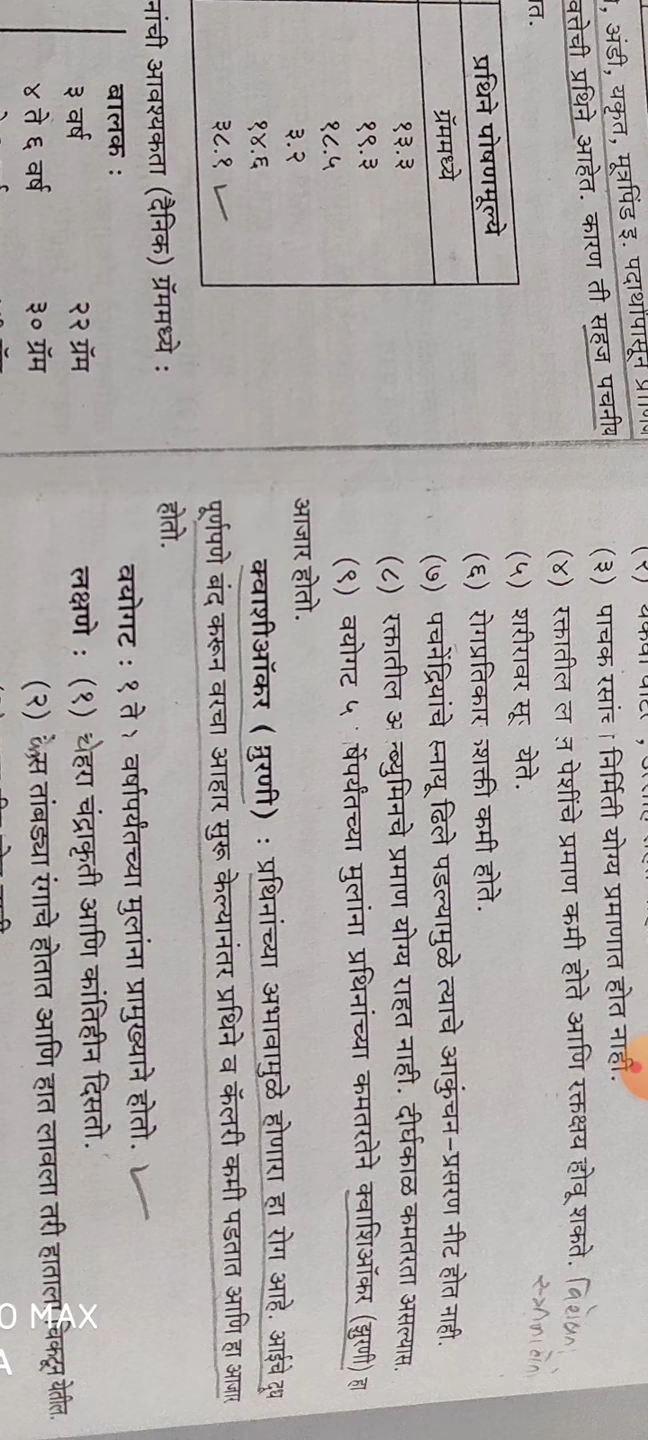 , अंडी, यकृत, मूत्रपिंड इ. पदार्थांपासून
वतेची प्रथिने आहेत. कारण ती सहज पचनीय
त.
प्रथिने पोषणमूल्ये
ग्रॅममध्ये
१३.३
१९.३
१८.५
३.२
१४.६
३८.१
नांची आवश्यकता (दैनिक) ग्रॅममध्ये :
बालक :
३ वर्ष २२ ग्रॅम
४ ते ६ वर्ष ३० ग्रॅम
(३) पाचक रसांच निर्मिती योग्य प्रमाणात होत नाही.
(४) रक्तातील ल पेशींचे प्रमाण कमी होते आणि रक्तक्षय होवू शकतो.
(५) शरीरावर सू येते.
(६) रोगप्रतिकार शक्ती कमी होते.
(७) पचनेंद्रियांचे स्नायू ढिले पडल्यामुळे त्याचे आकुंचन-प्रसरण नीट होत नाही.
(८) रक्तातील अ ल्युमिनचे प्रमाण योग्य राहत नाही. दीर्घकाळ कमतरता असल्यास.
(९) वयोगट ५ र्षेपर्यंतच्या मुलांना प्रथिनांच्या कमतरतेने क्वाशिऑकर (मुरणी) हा
आजार होतो.
क्वाशीऑकर ( मुरणी) : प्रथिनांच्या अभावामुळे होणारा हा रोग आहे. आईचे दूध
पूर्णपणे बंद करून वरचा आहार सुरु केल्यानंतर प्रथिने व कॅलरी कमी पडतात आणि हा आजार
होतो.
वयोगट : १ ते वर्षापर्यंतच्या मुलांना प्रामुख्याने होतो.
लक्षणे : (१) चेहरा चंद्राकृती आणि कांतिहीन दिसतो.
(२) केस तांबड्या रंगाचे होतात आणि हात लावला तरी हाताला चिकटून येतील.
MAX